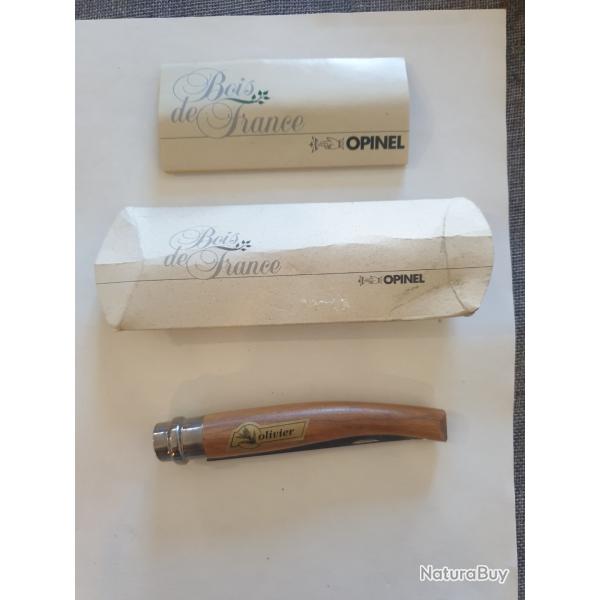 Bois
de France
OPINEL
Bois
de France
OPINEL
olivier
NaturaBuy